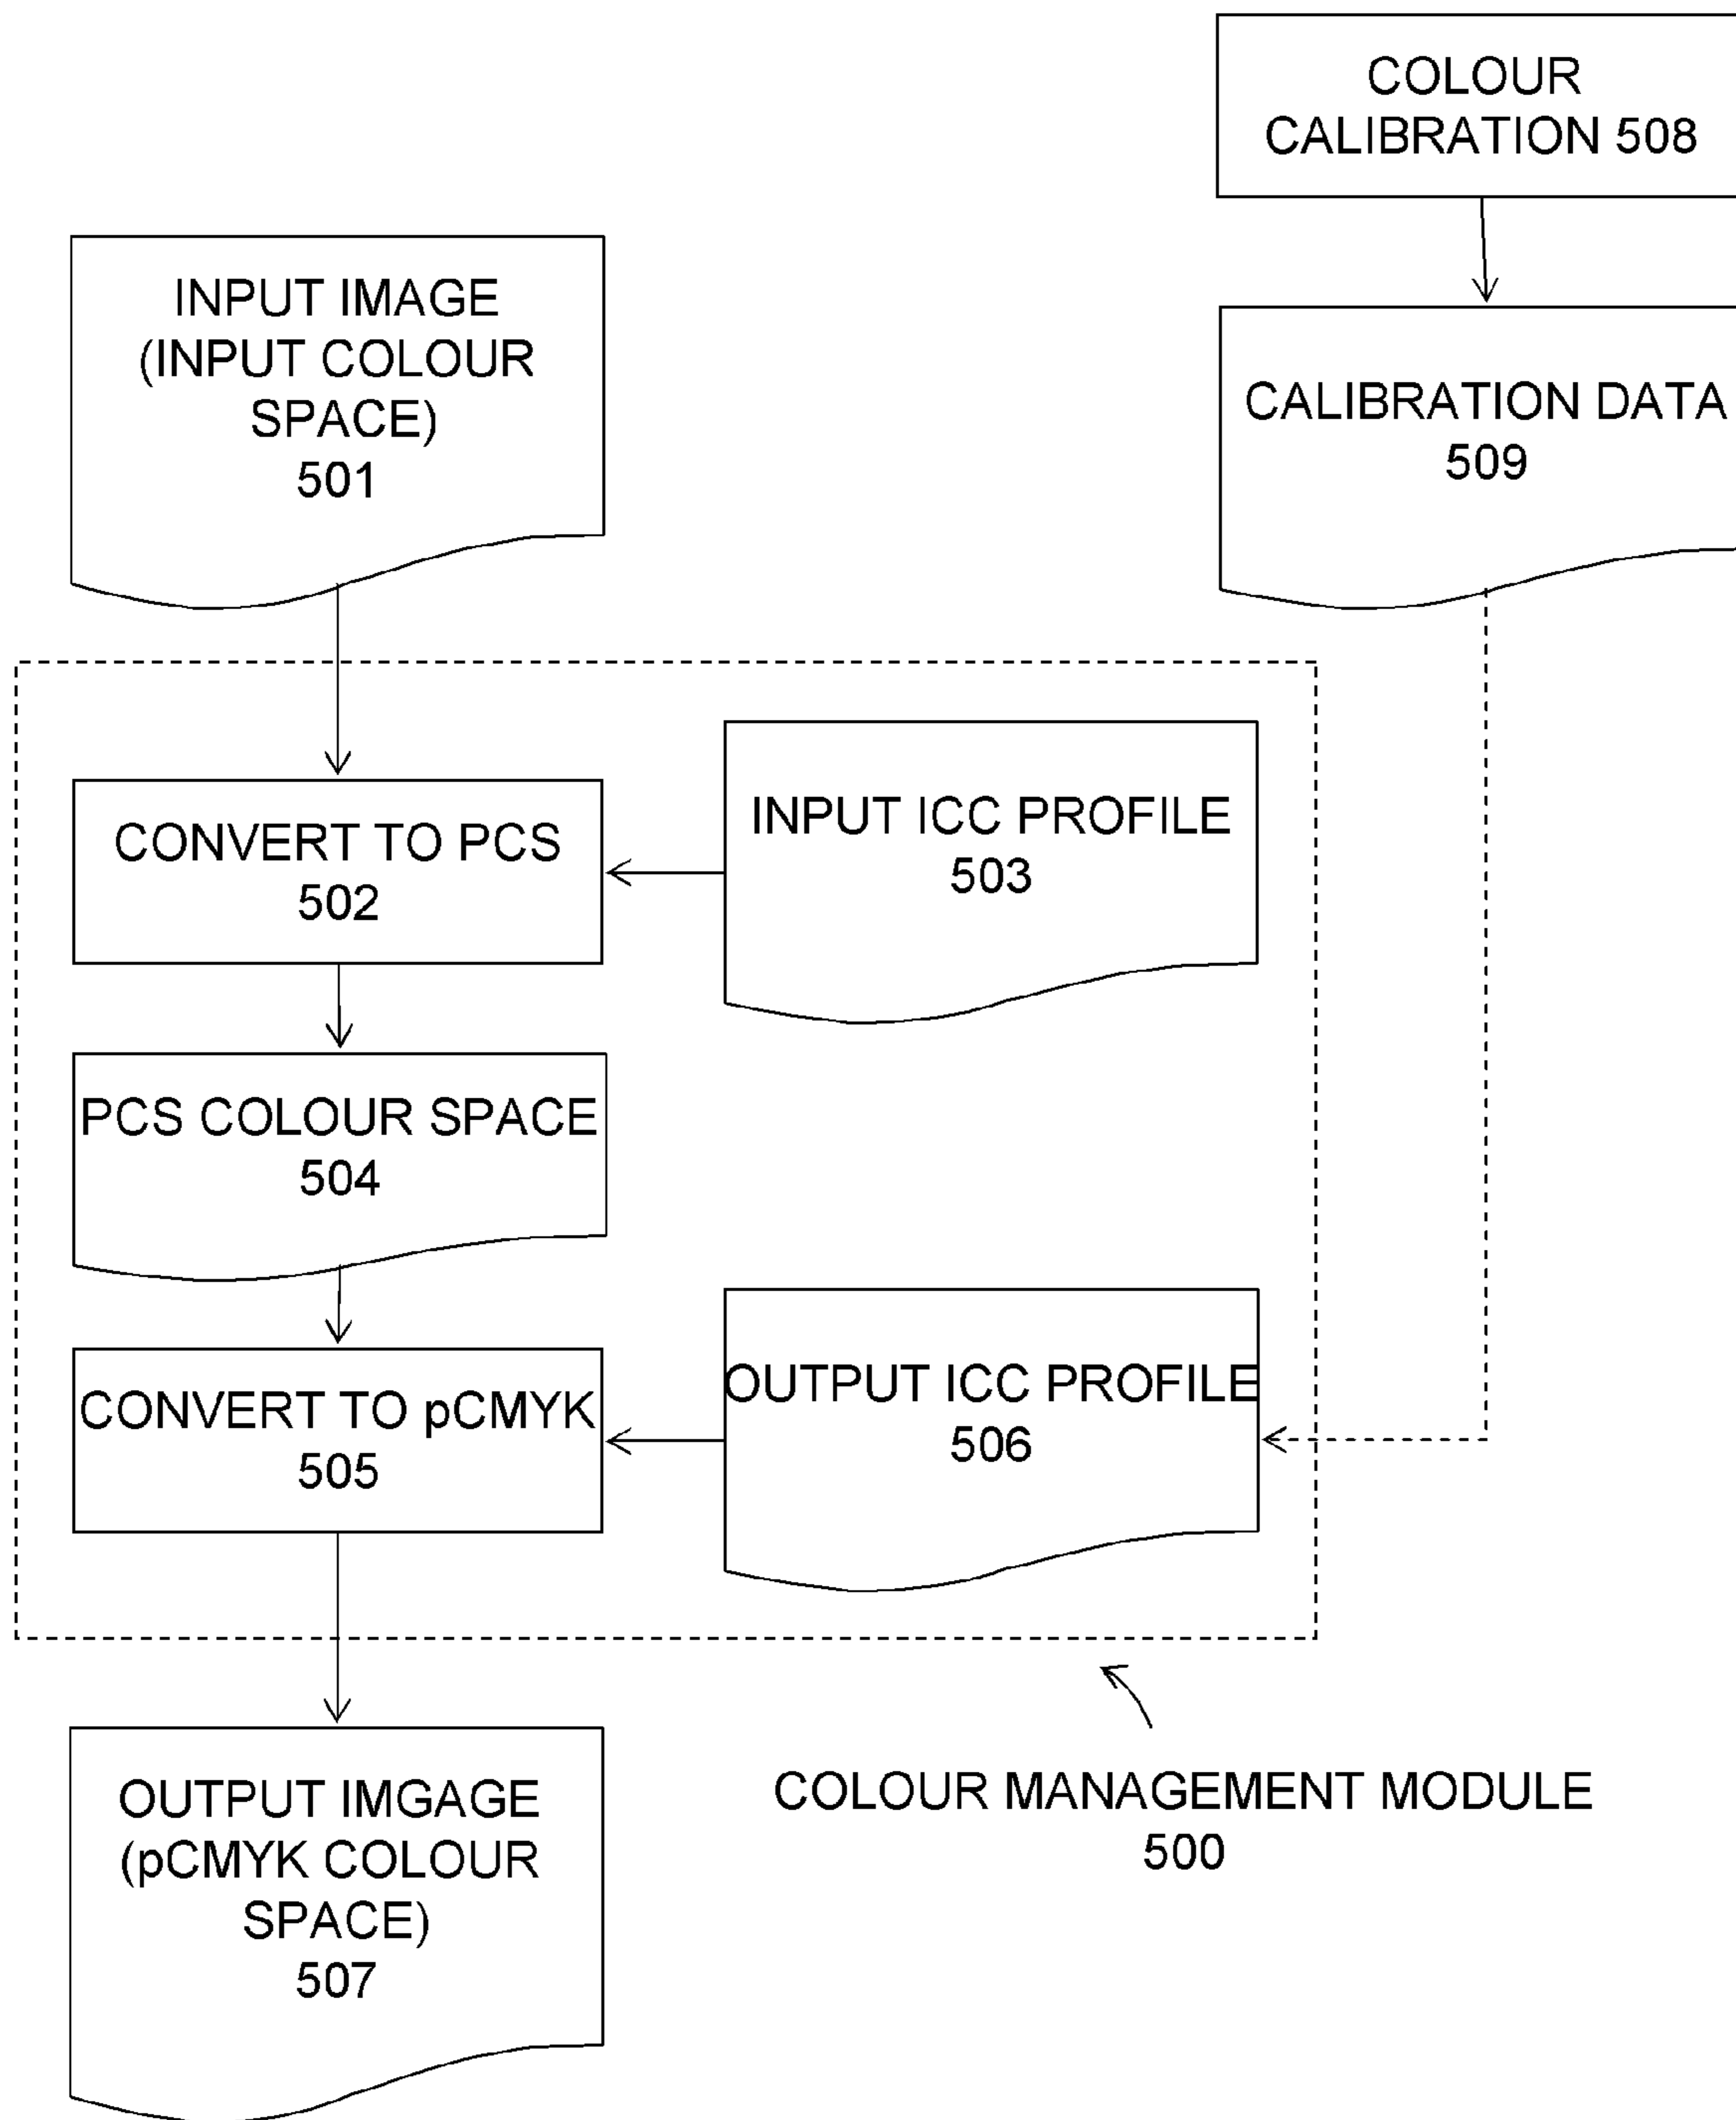 COLOUR
CALIBRATION 508
INPUT IMAGE
(INPUT COLOUR
SPACE)
501
CALIBRATION DATA
509
CONVERT TO PCS
502
INPUT ICC PROFILE
503
PCS COLOUR SPACE
504
CONVERT TO pCMYK
505
OUTPUT ICC PROFILE
506
OUTPUT IMGAGE
(pCMYK COLOUR
SPACE)
507
COLOUR MANAGEMENT MODULE
500